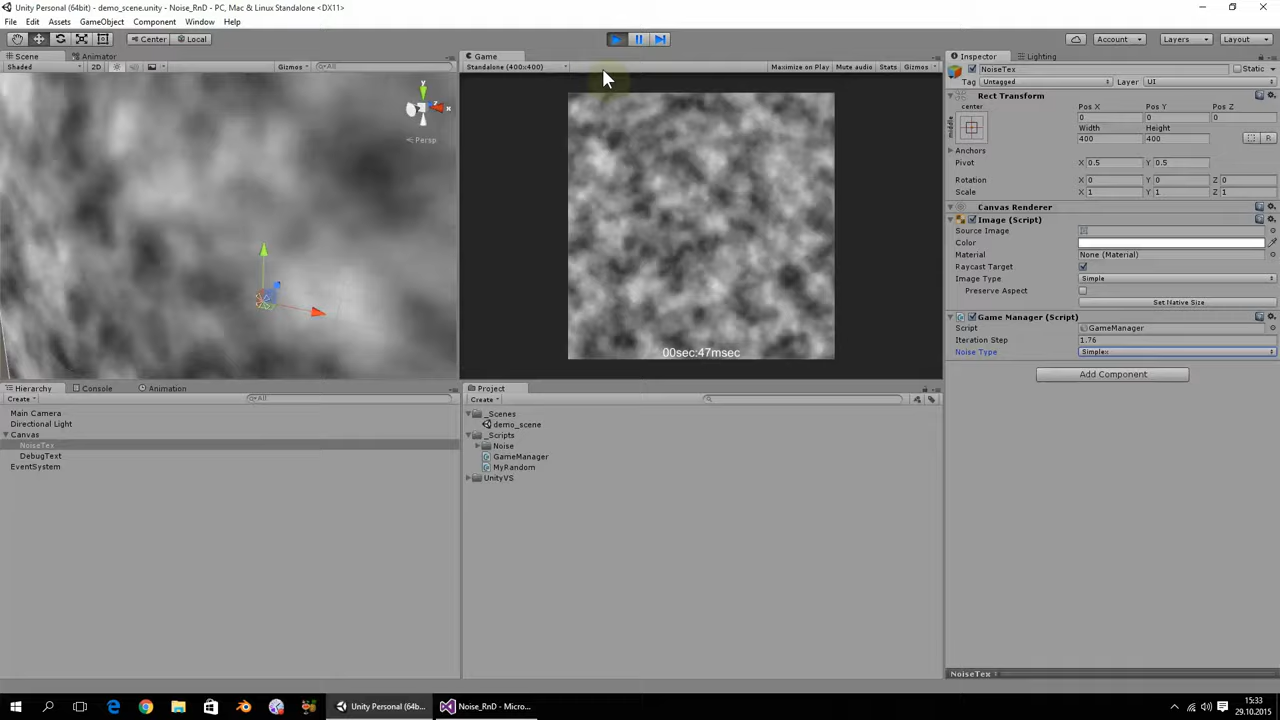 Unity Personal (64bit) - demo_scene.unity - Noise_RnD - PC, Mac & Linux Standalone <DX11>
File Edit Assets GameObject Component Window Help
Center Local Account Layers Layout
Scene Animator
Shaded 2D Gizmos All
y
x
Persp
Game
Standalone (400x400) Maximize on Play Mute audio Stats Gizmos
00sec:47msec
Inspector Lighting
NoiseTex Static
Tag Untagged Layer UI
Rect Transform
center
middle
Pos X Pos Y Pos Z
0 0 0
Width Height
400 400 R
Anchors
Pivot X 0.5 Y 0.5
Rotation X 0 Y 0 Z 0
Scale X 1 Y 1 Z 1
Canvas Renderer
Image (Script)
Source Image
Color
Material None (Material)
Raycast Target
Image Type Simple
Preserve Aspect
Set Native Size
Game Manager (Script)
Script GameManager
Iteration Step 1.76
Noise Type Simplex
Add Component
NoiseTex
Hierarchy Console Animation
Create All
Main Camera
Directional Light
Canvas
NoiseTex
DebugText
EventSystem
Project
Create
_Scenes
demo_scene
_Scripts
Noise
GameManager
MyRandom
UnityVS
Unity Personal (64b... Noise_RnD - Micro...
15:33
29.10.2015